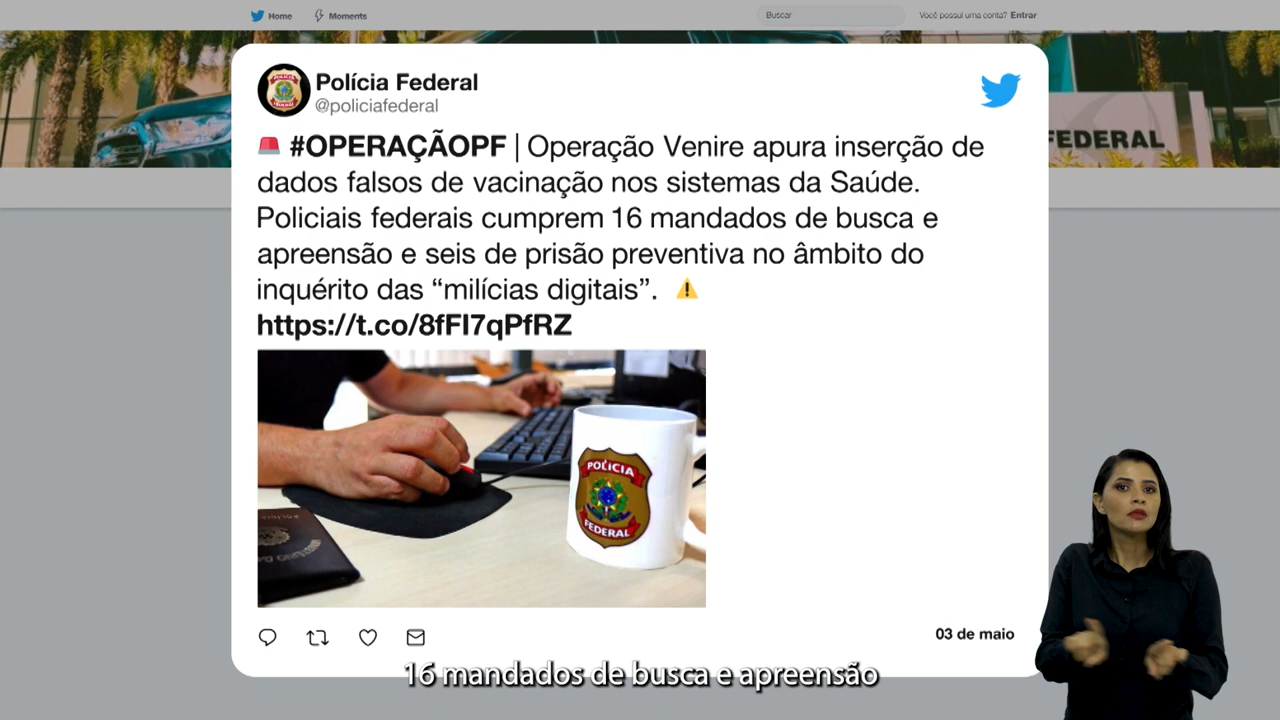 Home
Moments
Buscar
Você possui uma conta? Entrar
FEDERAL
Polícia Federal
@policiafederal
🚨 #OPERAÇÃOPF | Operação Venire apura inserção de
dados falsos de vacinação nos sistemas da Saúde.
Policiais federais cumprem 16 mandados de busca e
apreensão e seis de prisão preventiva no âmbito do
inquérito das “milícias digitais”. ⚠️
https://t.co/8fFI7qPfRZ
POLÍCIA
FEDERAL
03 de maio
16 mandados de busca e apreensão